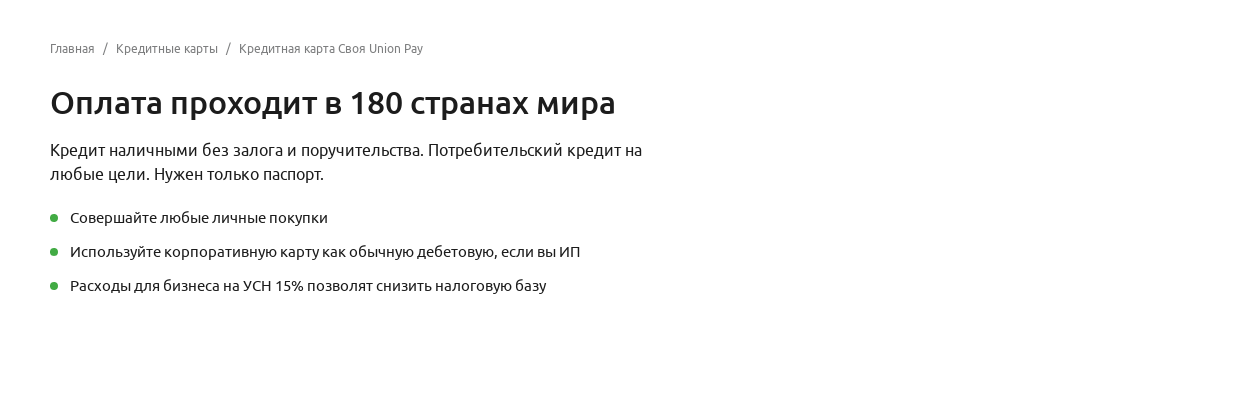 Главная / Кредитные карты / Кредитная карта Своя Union Pay
Оплата проходит в 180 странах мира
Кредит наличными без залога и поручительства. Потребительский кредит на
любые цели. Нужен только паспорт.
Совершайте любые личные покупки
Используйте корпоративную карту как обычную дебетовую, если вы ИП
Расходы для бизнеса на УСН 15% позволят снизить налоговую базу